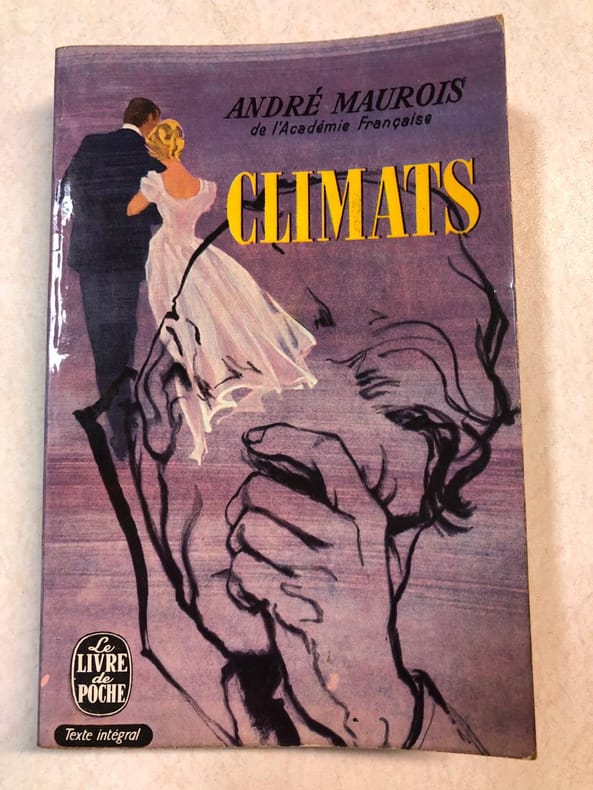 ANDRÉ MAUROIS
de l'Académie Française
CLIMATS
Le
LIVRE
de
POCHE
Texte intégral